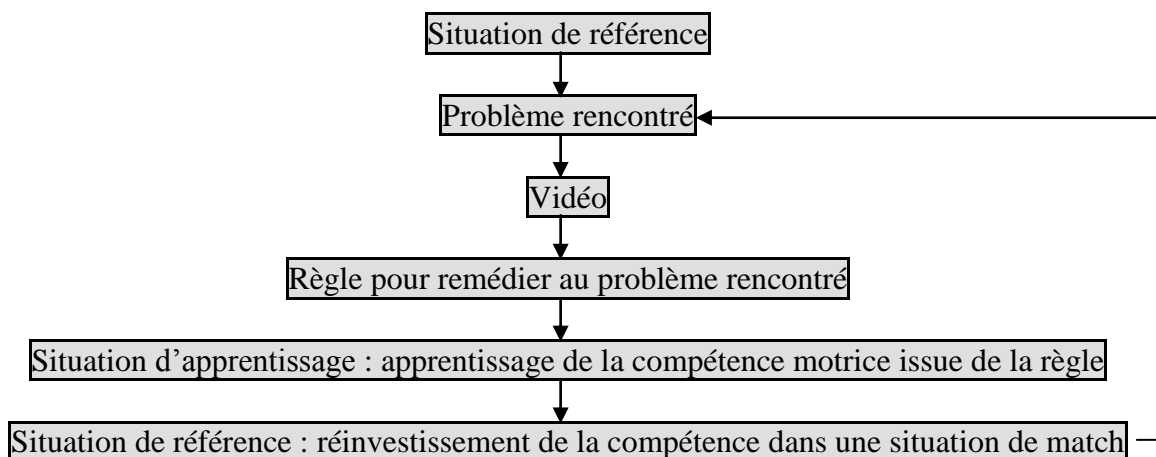 Situation de référence
Problème rencontré
Vidéo
Règle pour remédier au problème rencontré
Situation d’apprentissage : apprentissage de la compétence motrice issue de la règle
Situation de référence : réinvestissement de la compétence dans une situation de match